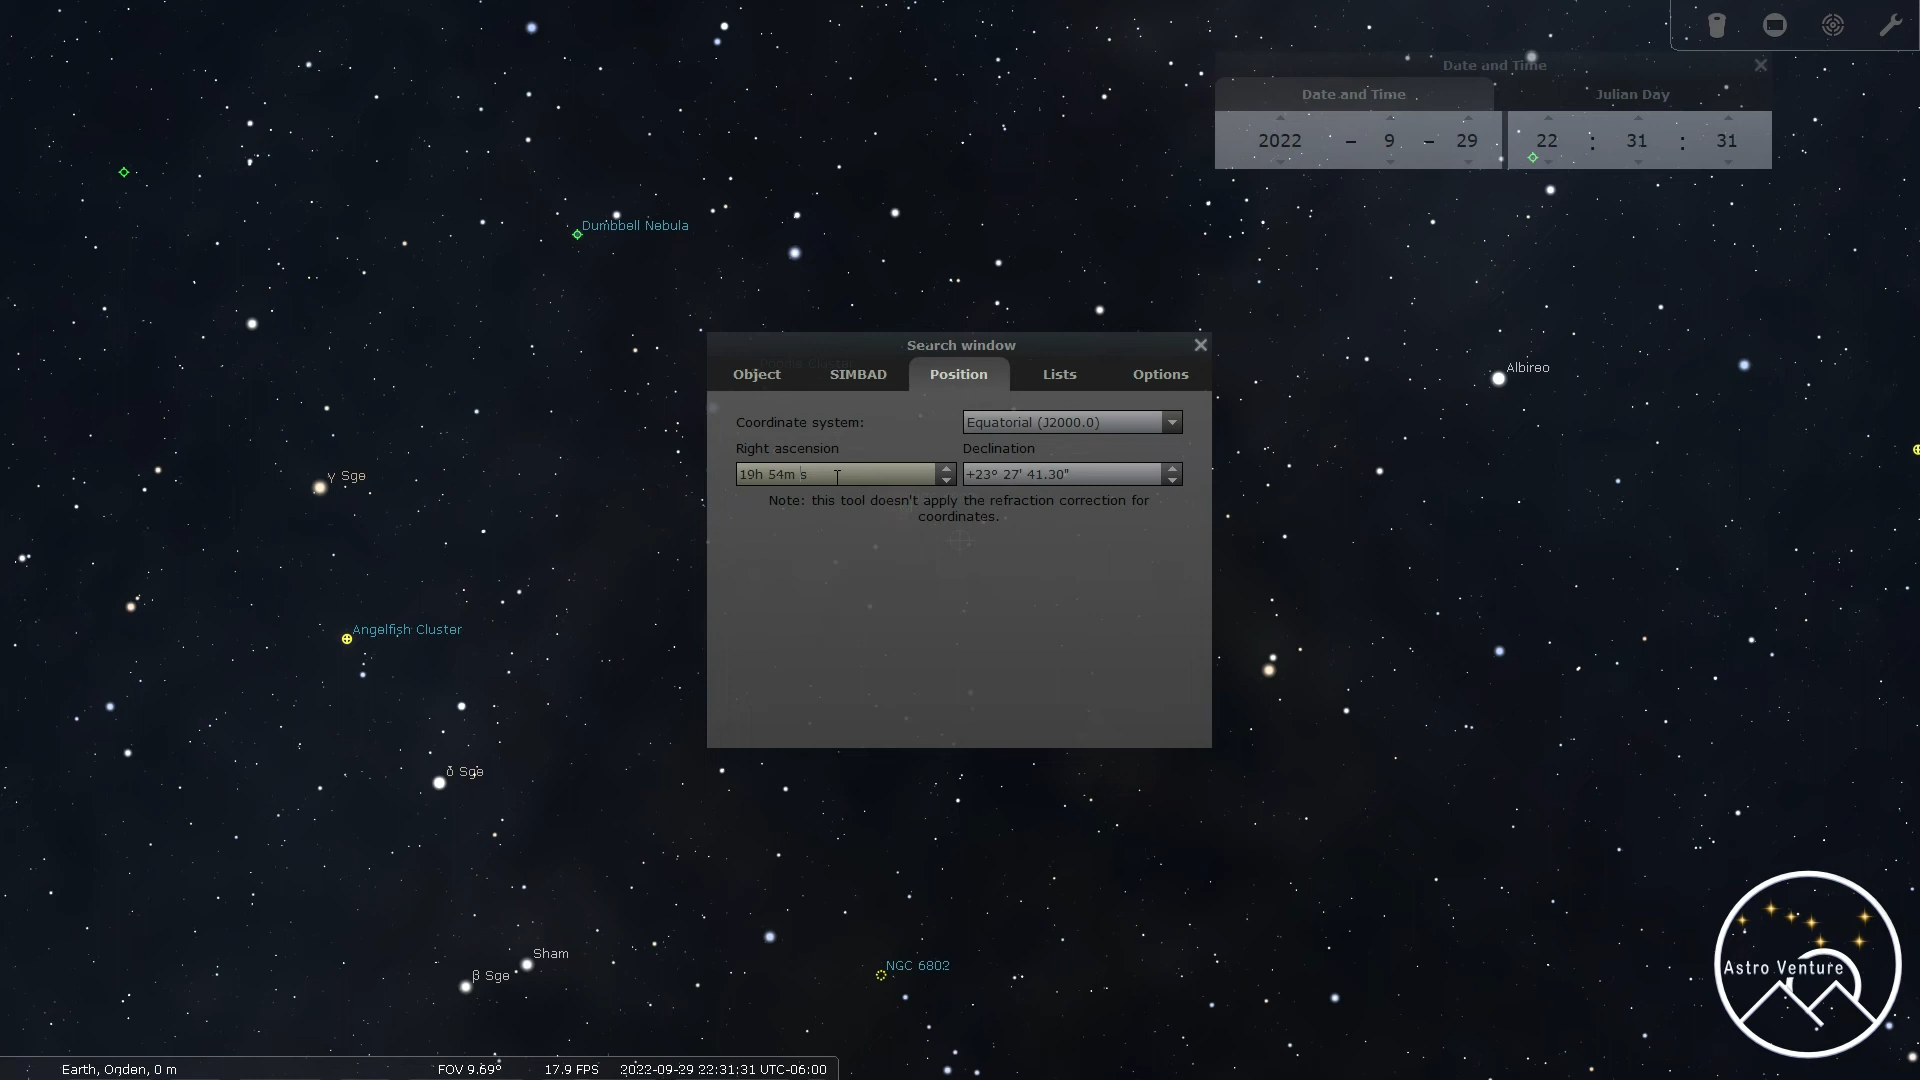 Date and Time
Date and Time
Julian Day
2022 – 9 – 29
22 : 31 : 31
Dumbbell Nebula
Albireo
Search window
Object
SIMBAD
Position
Lists
Options
Coordinate system:
Equatorial (J2000.0)
Right ascension
Declination
19h 54m s
+23° 27' 41.30"
Note: this tool doesn't apply the refraction correction for
coordinates.
γ Sge
Angelfish Cluster
δ Sge
Sham
β Sge
NGC 6802
Astro Venture
Earth, Ogden, 0 m
FOV 9.69°
17.9 FPS
2022-09-29 22:31:31 UTC-06:00